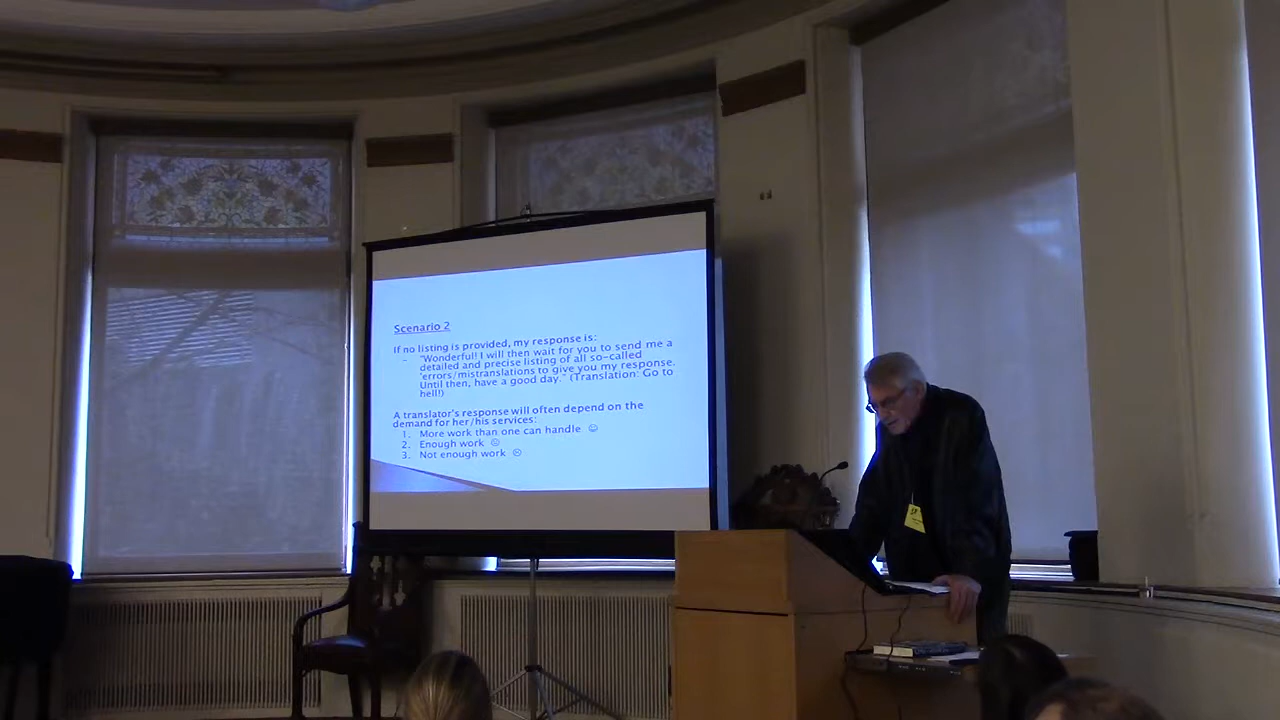 Scenario 2
If no listing is provided, my response is:
- "Wonderful! I will then wait for you to send me a
detailed and precise listing of all so-called
'errors/mistranslations to give you my response.
Until then, have a good day." (Translation: Go to
hell!)
A translator's response will often depend on the
demand for her/his services:
1. More work than one can handle ☺
2. Enough work 😐
3. Not enough work ☹